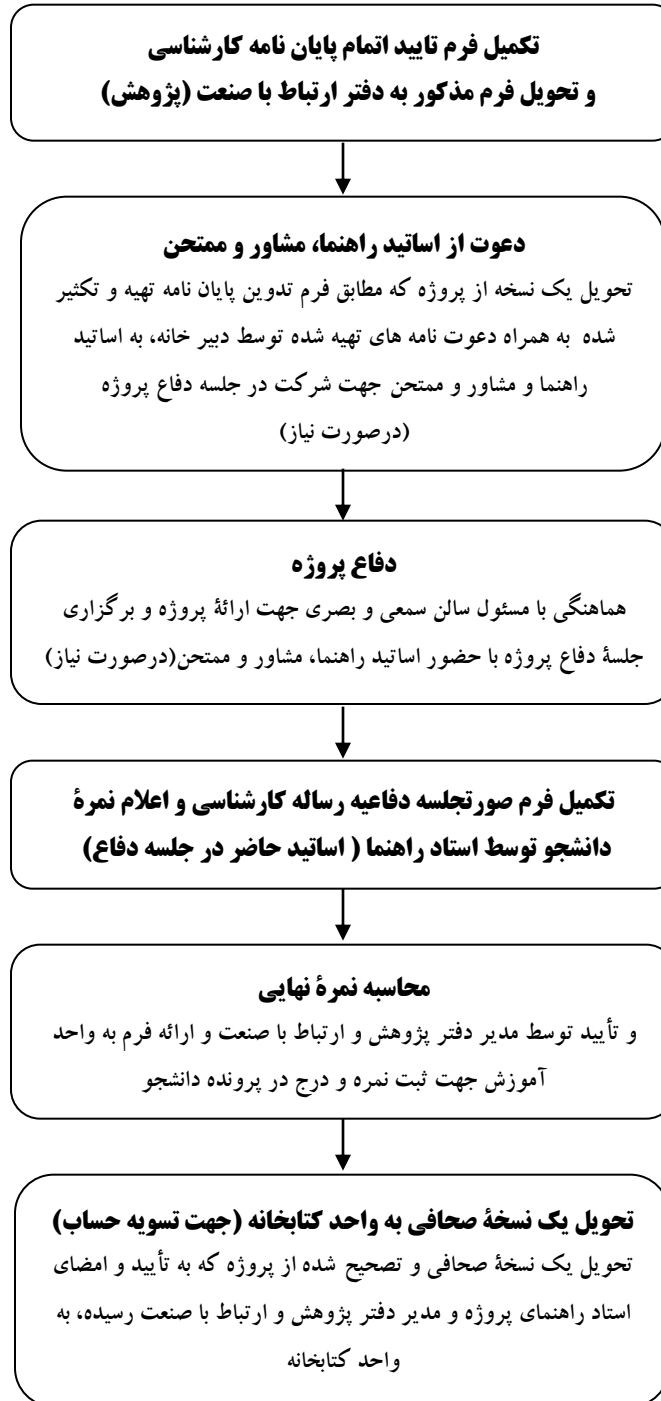 تکمیل فرم تایید اتمام پایان نامه کارشناسی
و تحویل فرم مذکور به دفتر ارتباط با صنعت (پژوهش)
دعوت از اساتید راهنما، مشاور و ممتحن
تحویل یک نسخه از پروژه که مطابق فرم تدوین پایان نامه تهیه و تکثیر
شده به همراه دعوت نامه های تهیه شده توسط دبیر خانه، به اساتید
راهنما و مشاور و ممتحن جهت شرکت در جلسه دفاع پروژه
(درصورت نیاز)
دفاع پروژه
هماهنگی با مسئول سالن سمعی و بصری جهت ارائۀ پروژه و برگزاری
جلسۀ دفاع پروژه با حضور اساتید راهنما، مشاور و ممتحن(درصورت نیاز)
تکمیل فرم صورتجلسه دفاعیه رساله کارشناسی و اعلام نمرۀ
دانشجو توسط استاد راهنما ( اساتید حاضر در جلسه دفاع)
محاسبه نمرۀ نهایی
و تأیید توسط مدیر دفتر پژوهش و ارتباط با صنعت و ارائه فرم به واحد
آموزش جهت ثبت نمره و درج در پرونده دانشجو
تحویل یک نسخۀ صحافی به واحد کتابخانه (جهت تسویه حساب)
تحویل یک نسخۀ صحافی و تصحیح شده از پروژه که به تأیید و امضای
استاد راهنمای پروژه و مدیر دفتر پژوهش و ارتباط با صنعت رسیده، به
واحد کتابخانه